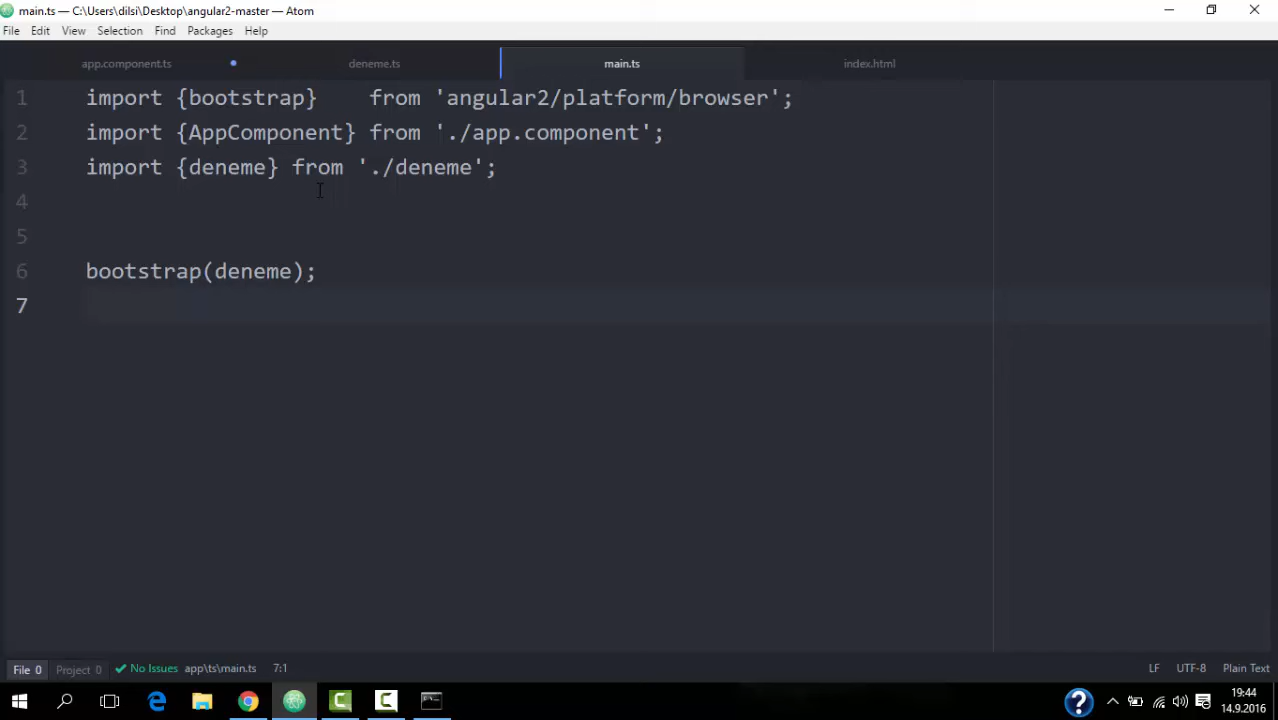 main.ts — C:\Users\dilsi\Desktop\angular2-master — Atom
File Edit View Selection Find Packages Help
app.component.ts deneme.ts main.ts index.html
1 import {bootstrap}    from 'angular2/platform/browser';
2 import {AppComponent} from './app.component';
3 import {deneme} from './deneme';
4
5
6 bootstrap(deneme);
7
File 0 Project 0 No Issues app\ts\main.ts 7:1 LF UTF-8 Plain Text
19:44
14.9.2016